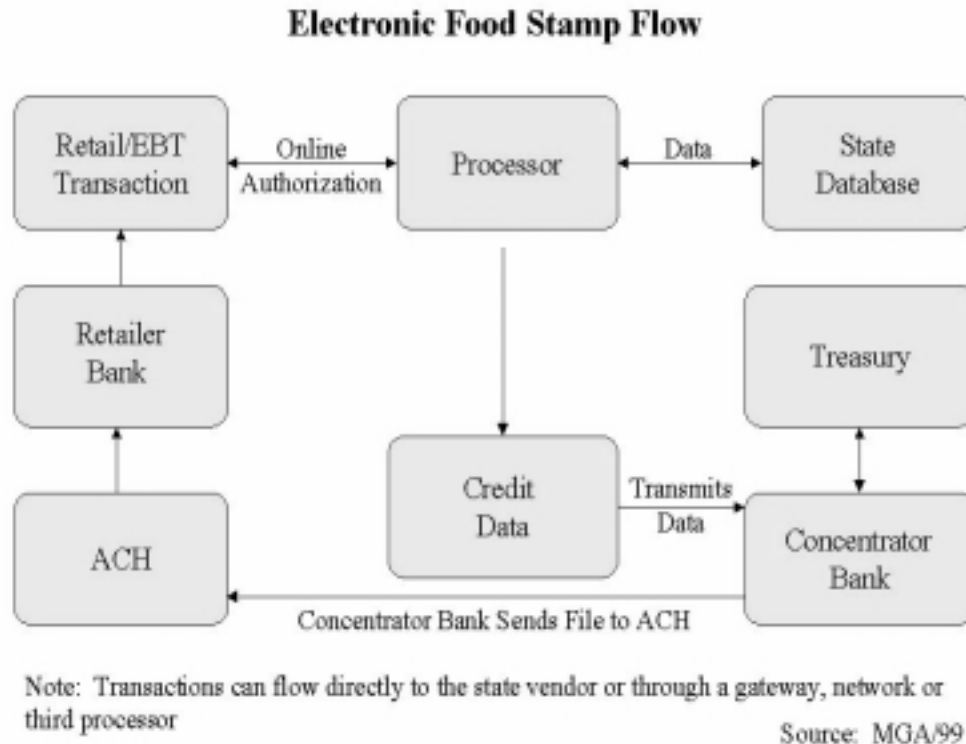 Electronic Food Stamp Flow
Retail/EBT
Transaction
Online
Authorization
Processor
Data
State
Database
Retailer
Bank
Treasury
ACH
Credit
Data
Transmits
Data
Concentrator
Bank
Concentrator Bank Sends File to ACH
Note: Transactions can flow directly to the state vendor or through a gateway, network or
third processor
Source: MGA/99